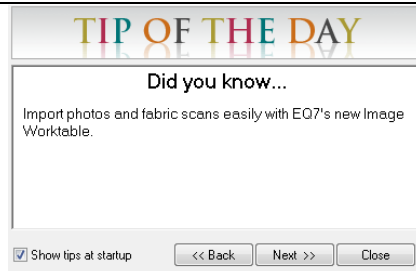 TIP OF THE DAY
Did you know...
Import photos and fabric scans easily with EQ7's new Image
Worktable.
Show tips at startup
<< Back
Next >>
Close